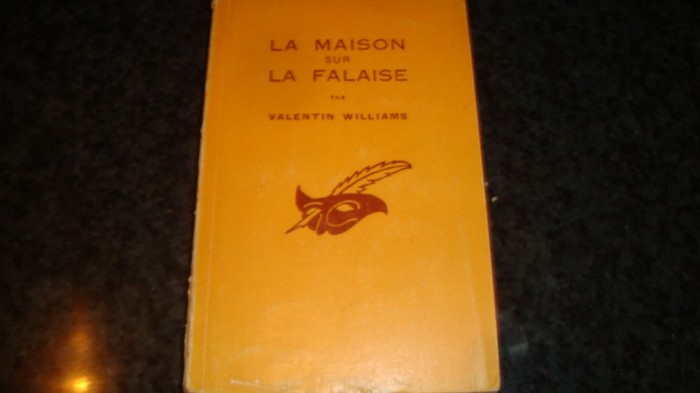 LA MAISON
SUR
LA FALAISE
PAR
VALENTIN WILLIAMS